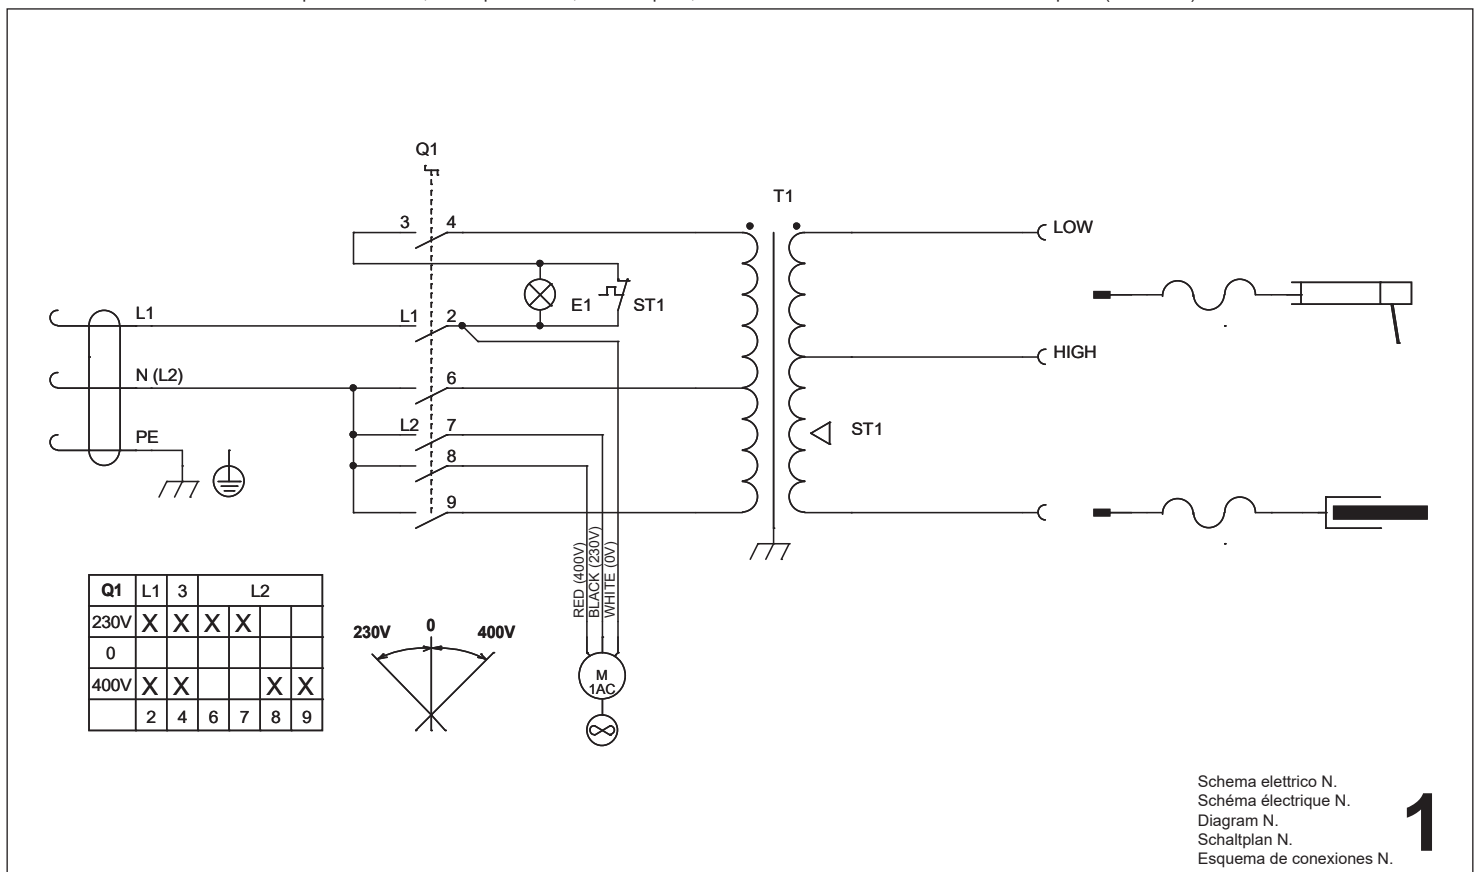 Q1
T1
3 4
LOW
E1 ST1
L1
L1 2
HIGH
N (L2)
6
L2 7
ST1
PE
8
9
RED (400V)
BLACK (230V)
WHITE (0V)
Q1 L1 3 L2
230V X X X X
0
400V X X X X
2 4 6 7 8 9
230V 0 400V
M
1AC
Schema elettrico N.
Schéma électrique N.
Diagram N.
Schaltplan N.
Esquema de conexiones N.
1